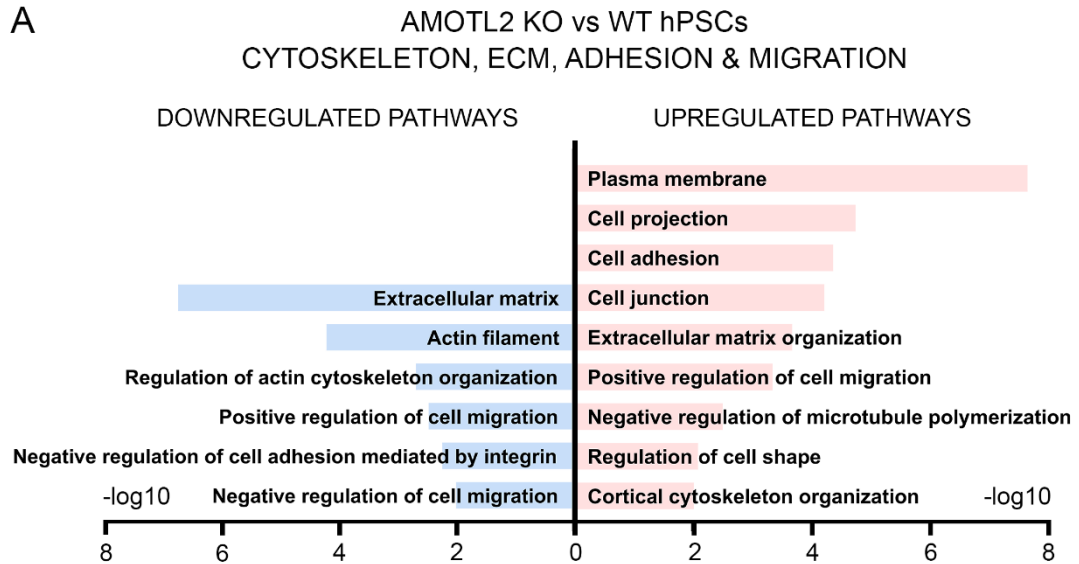 A
AMOTL2 KO vs WT hPSCs
CYTOSKELETON, ECM, ADHESION & MIGRATION
DOWNREGULATED PATHWAYS
UPREGULATED PATHWAYS
Plasma membrane
Cell projection
Cell adhesion
Extracellular matrix
Cell junction
Actin filament
Extracellular matrix organization
Regulation of actin cytoskeleton organization
Positive regulation of cell migration
Positive regulation of cell migration
Negative regulation of microtubule polymerization
Negative regulation of cell adhesion mediated by integrin
Regulation of cell shape
-log10
Negative regulation of cell migration
Cortical cytoskeleton organization
-log10
8 6 4 2 0 2 4 6 8